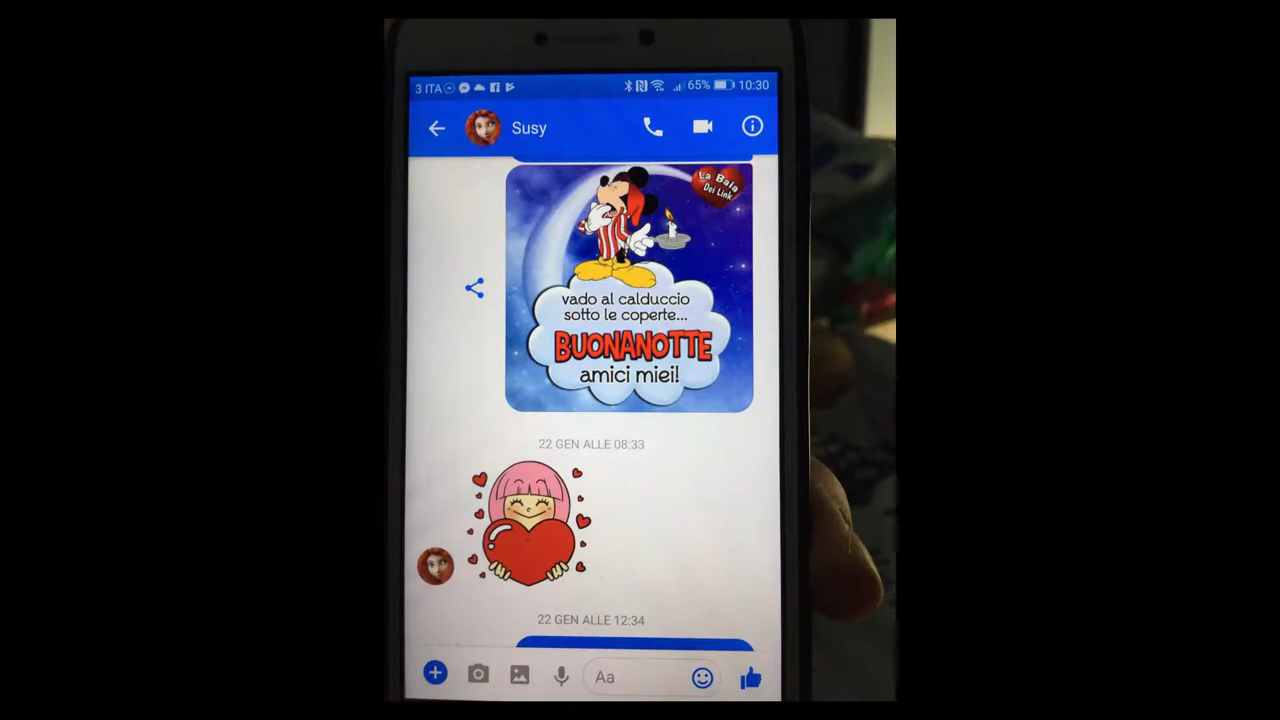 3 ITA
65% 10:30
Susy
La Baia
Dei Link
vado al calduccio
sotto le coperte...
BUONANOTTE
amici miei!
22 GEN ALLE 08:33
22 GEN ALLE 12:34
Aa